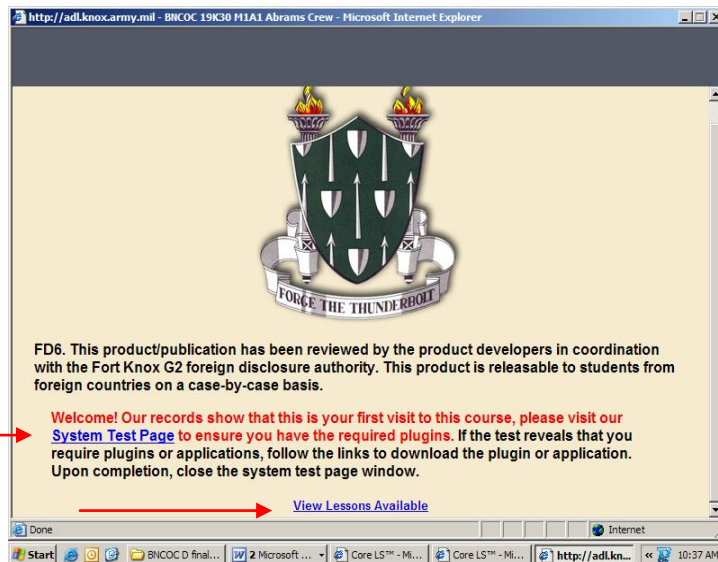 http://adl.knox.army.mil - BNCOC 19K30 M1A1 Abrams Crew - Microsoft Internet Explorer
FORGE THE THUNDERBOLT
FD6. This product/publication has been reviewed by the product developers in coordination
with the Fort Knox G2 foreign disclosure authority. This product is releasable to students from
foreign countries on a case-by-case basis.
Welcome! Our records show that this is your first visit to this course, please visit our
System Test Page to ensure you have the required plugins. If the test reveals that you
require plugins or applications, follow the links to download the plugin or application.
Upon completion, close the system test page window.
View Lessons Available
Done
Internet
Start
BNCOC D final...
2 Microsoft ...
Core LS™ - Mi...
Core LS™ - Mi...
http://adl.kn...
«
10:37 AM